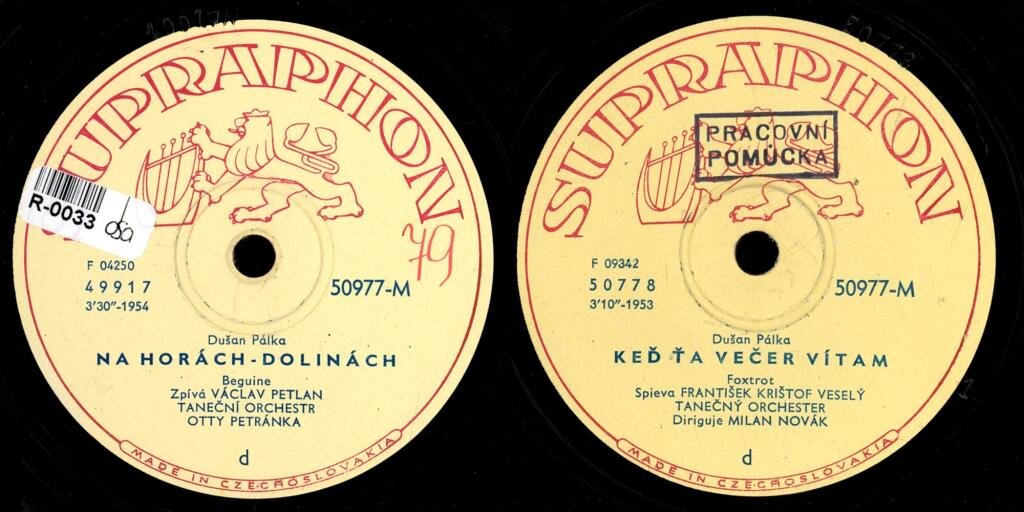 SUPRAPHON
R-0033
79
F 04250
49917
3'30"-1954
50977-M
Dušan Pálka
NA HORÁCH-DOLINÁCH
Beguine
Zpívá VÁCLAV PETLAN
TANEČNÍ ORCHESTR
OTTY PETRÁNKA
d
MADE IN CZECHOSLOVAKIA
SUPRAPHON
PRACOVNÍ
POMŮCKA
F 09342
50778
3'10"-1953
50977-M
Dušan Pálka
KEĎ ŤA VEČER VÍTAM
Foxtrot
Spieva FRANTIŠEK KRIŠTOF VESELÝ
TANEČNÝ ORCHESTER
Diriguje MILAN NOVÁK
d
MADE IN CZECHOSLOVAKIA